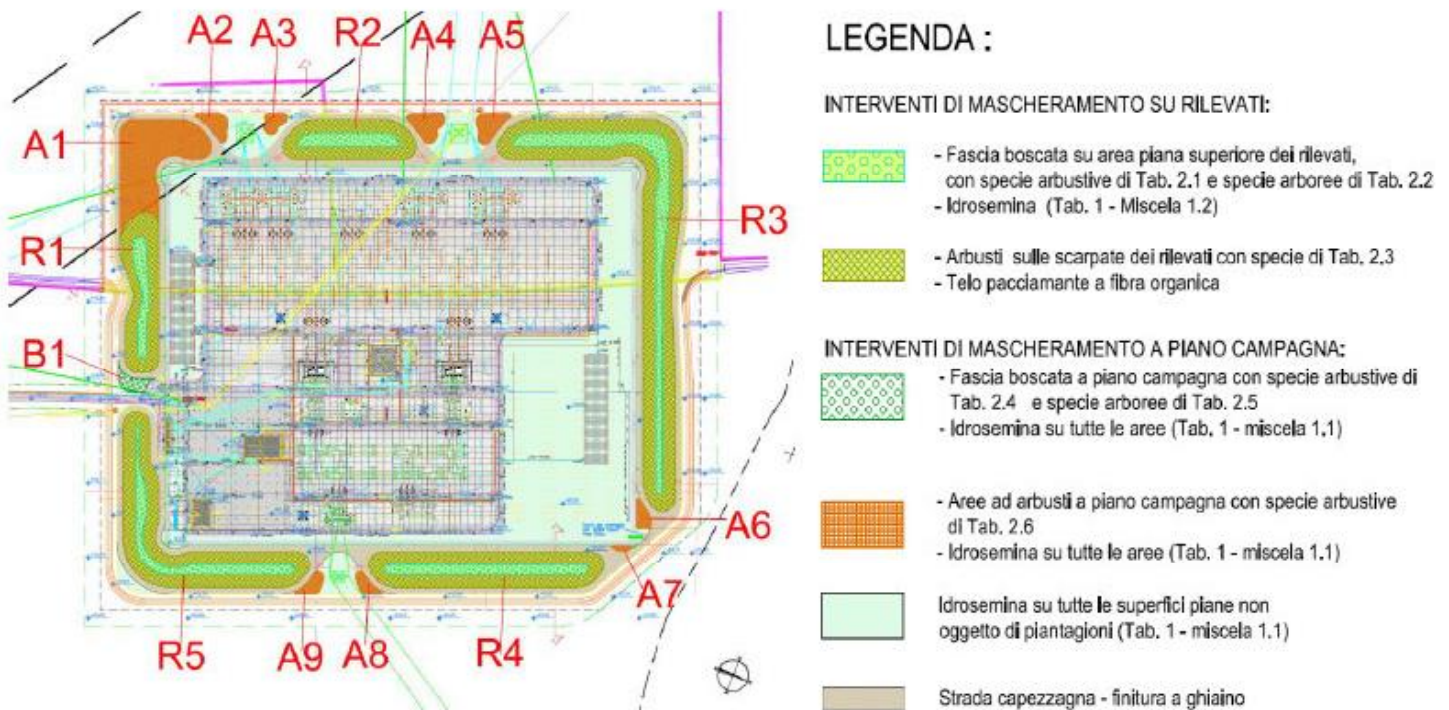 A2 A3 R2 A4 A5
A1
R3
R1
B1
A6
A7
R5 A9 A8 R4
LEGENDA :
INTERVENTI DI MASCHERAMENTO SU RILEVATI:
- Fascia boscata su area piana superiore dei rilevati,
con specie arbustive di Tab. 2.1 e specie arboree di Tab. 2.2
- Idrosemina (Tab. 1 - Miscela 1.2)
- Arbusti sulle scarpate dei rilevati con specie di Tab. 2.3
- Telo pacciamante a fibra organica
INTERVENTI DI MASCHERAMENTO A PIANO CAMPAGNA:
- Fascia boscata a piano campagna con specie arbustive di
Tab. 2.4 e specie arboree di Tab. 2.5
- Idrosemina su tutte le aree (Tab. 1 - miscela 1.1)
- Aree ad arbusti a piano campagna con specie arbustive
di Tab. 2.6
- Idrosemina su tutte le aree (Tab. 1 - miscela 1.1)
Idrosemina su tutte le superfici piane non
oggetto di piantagioni (Tab. 1 - miscela 1.1)
Strada capezzagna - finitura a ghiaino